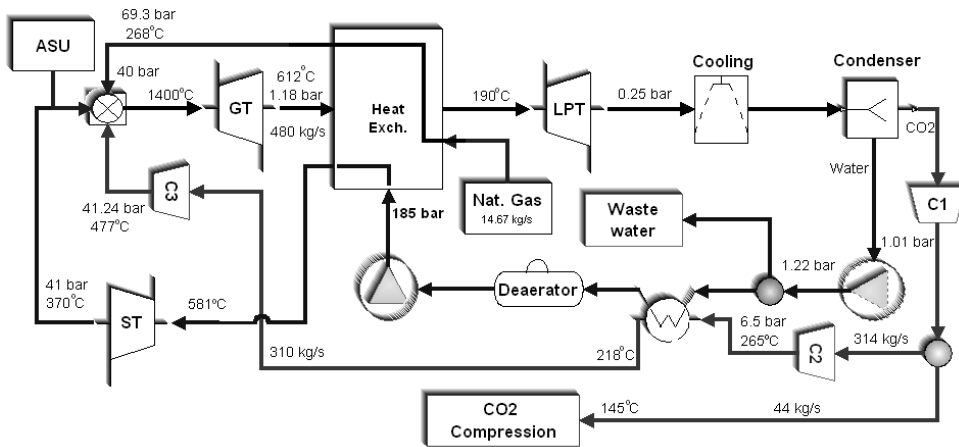 69.3 bar
268°C
ASU
40 bar
1400°C
GT
612°C
1.18 bar
480 kg/s
Heat
Exch.
190°C
LPT
0.25 bar
Cooling
Condenser
CO2
Water
C1
C3
41.24 bar
477°C
185 bar
Nat. Gas
14.67 kg/s
Waste
water
1.01 bar
1.22 bar
41 bar
370°C
ST
581°C
Deaerator
310 kg/s
218°C
6.5 bar
265°C
C2
314 kg/s
CO2
Compression
145°C
44 kg/s